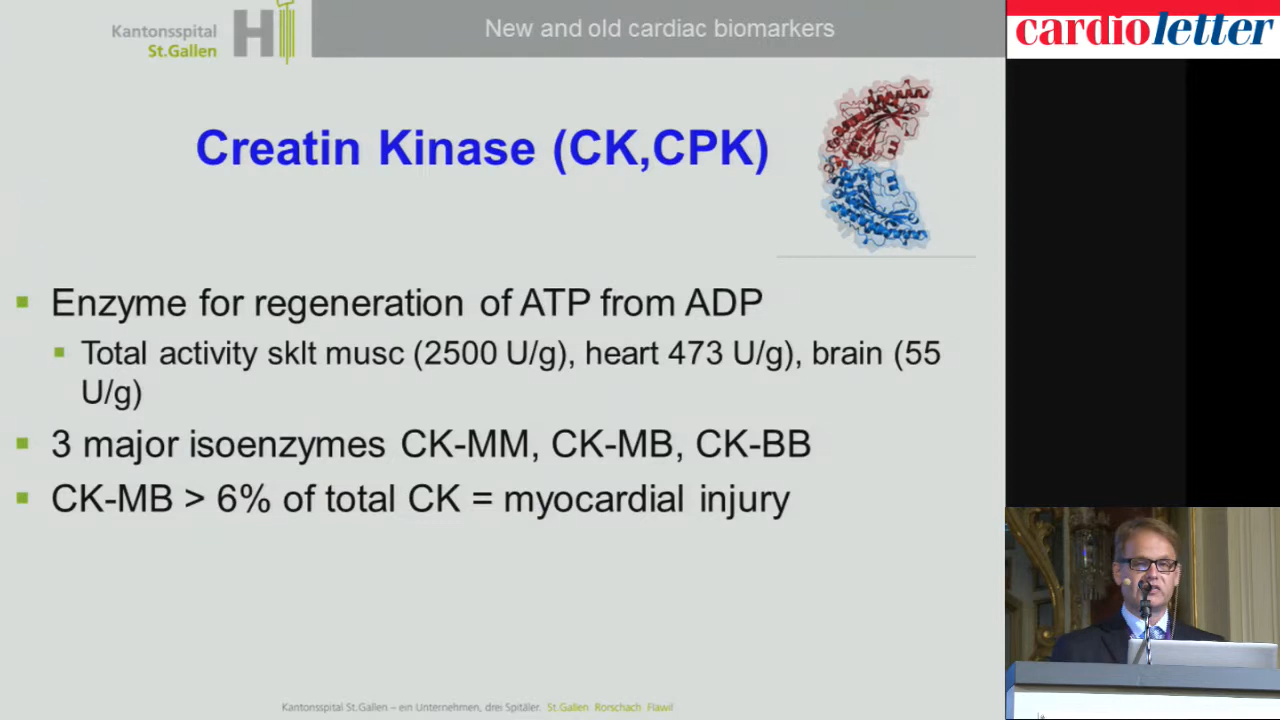 Kantonsspital
St.Gallen
New and old cardiac biomarkers
cardioletter
Creatin Kinase (CK,CPK)
Enzyme for regeneration of ATP from ADP
Total activity sklt musc (2500 U/g), heart 473 U/g), brain (55
U/g)
3 major isoenzymes CK-MM, CK-MB, CK-BB
CK-MB > 6% of total CK = myocardial injury
Kantonsspital St.Gallen – ein Unternehmen, drei Spitäler. St.Gallen Rorschach Flawil